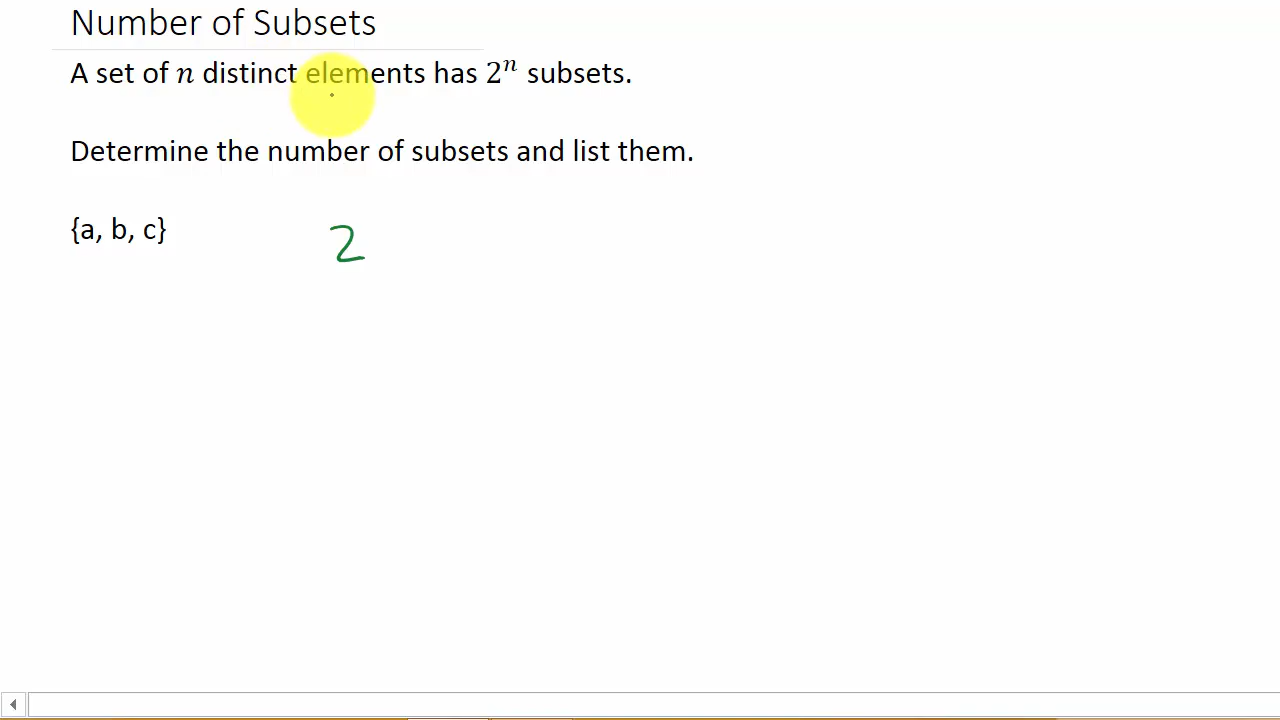 Number of Subsets
A set of n distinct elements has 2ⁿ subsets.
Determine the number of subsets and list them.
{a, b, c} 2